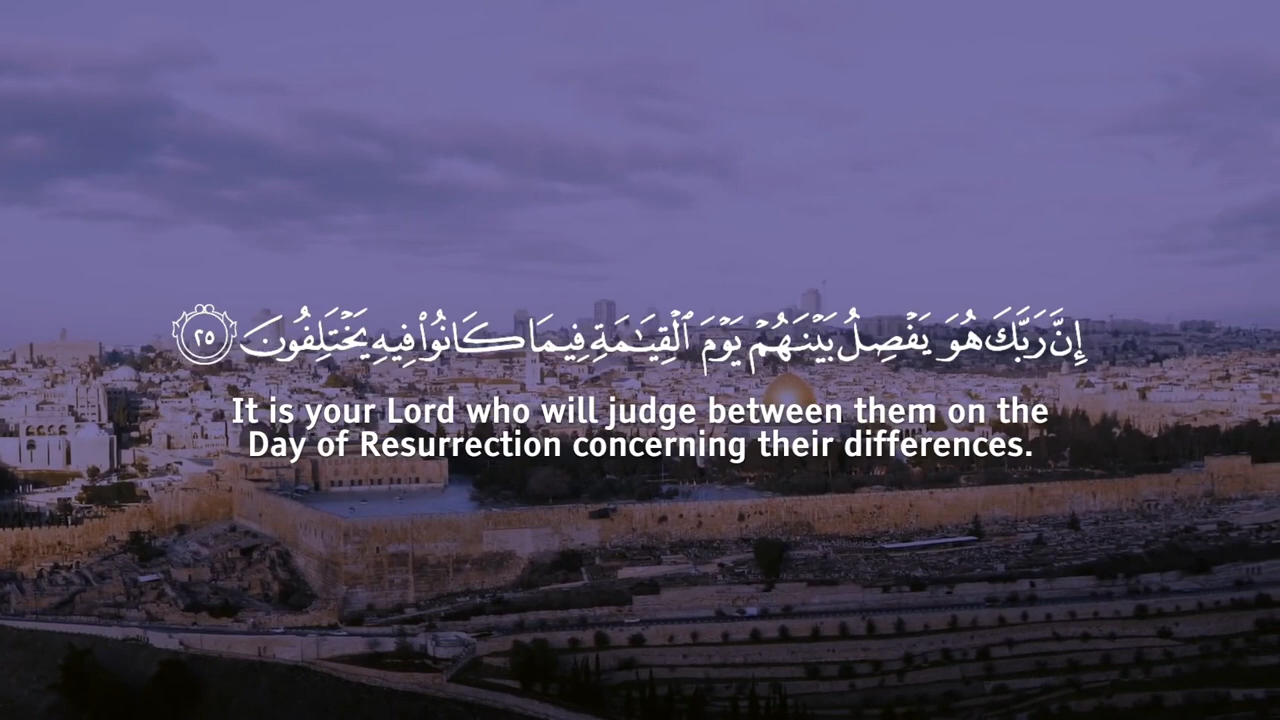 إِنَّ رَبَّكَ هُوَ يَفْصِلُ بَيْنَهُمْ يَوْمَ ٱلْقِيَـٰمَةِ فِيمَا كَانُوا۟ فِيهِ يَخْتَلِفُونَ ٢٥
It is your Lord who will judge between them on the
Day of Resurrection concerning their differences.